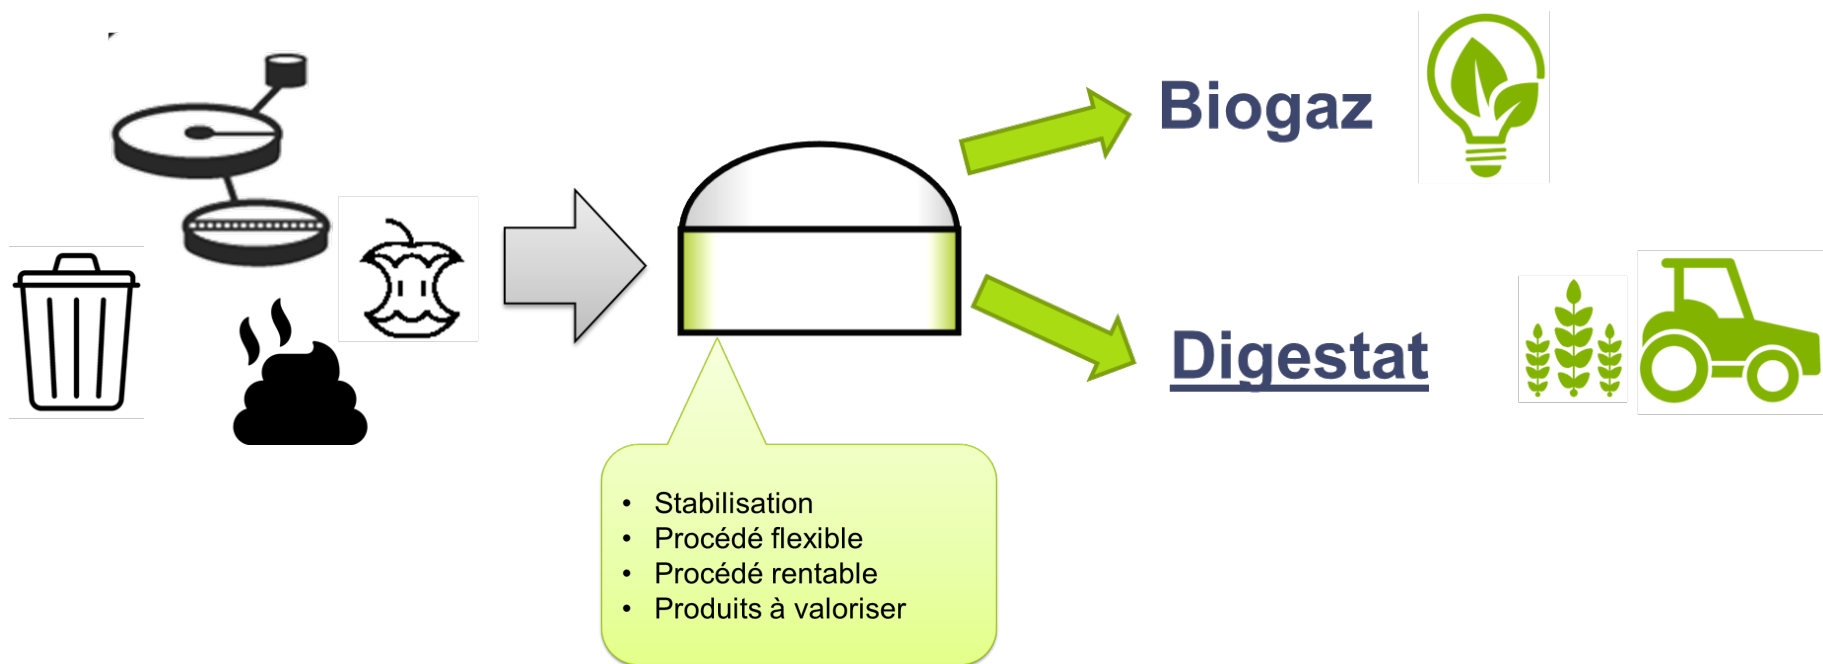 Biogaz
Digestat
• Stabilisation
• Procédé flexible
• Procédé rentable
• Produits à valoriser